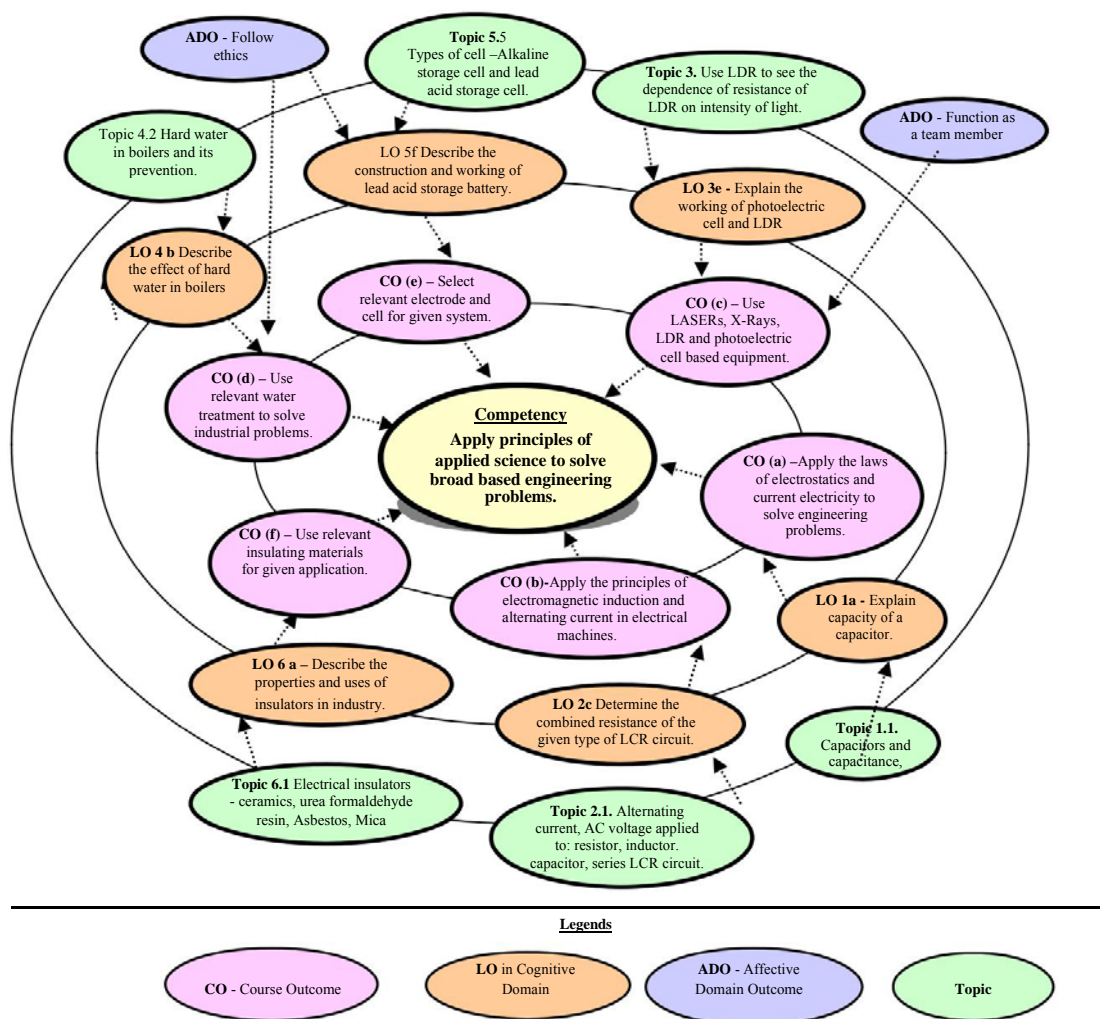 ADO - Follow
ethics
Topic 5.5
Types of cell –Alkaline
storage cell and lead
acid storage cell.
Topic 3. Use LDR to see the
dependence of resistance of
LDR on intensity of light.
ADO - Function as
a team member
Topic 4.2 Hard water
in boilers and its
prevention.
LO 5f Describe the
construction and working of
lead acid storage battery.
LO 3e - Explain the
working of photoelectric
cell and LDR
LO 4 b Describe
the effect of hard
water in boilers
CO (e) – Select
relevant electrode and
cell for given system.
CO (c) – Use
LASERs, X-Rays,
LDR and photoelectric
cell based equipment.
CO (d) – Use
relevant water
treatment to solve
industrial problems.
Competency
Apply principles of
applied science to solve
broad based engineering
problems.
CO (a) –Apply the laws
of electrostatics and
current electricity to
solve engineering
problems.
CO (f) – Use relevant
insulating materials
for given application.
CO (b)-Apply the principles of
electromagnetic induction and
alternating current in electrical
machines.
LO 1a - Explain
capacity of a
capacitor.
LO 6 a – Describe the
properties and uses of
insulators in industry.
LO 2c Determine the
combined resistance of the
given type of LCR circuit.
Topic 1.1.
Capacitors and
capacitance,
Topic 6.1 Electrical insulators
- ceramics, urea formaldehyde
resin, Asbestos, Mica
Topic 2.1. Alternating
current, AC voltage applied
to: resistor, inductor.
capacitor, series LCR circuit.
Legends
CO - Course Outcome
LO in Cognitive
Domain
ADO - Affective
Domain Outcome
Topic